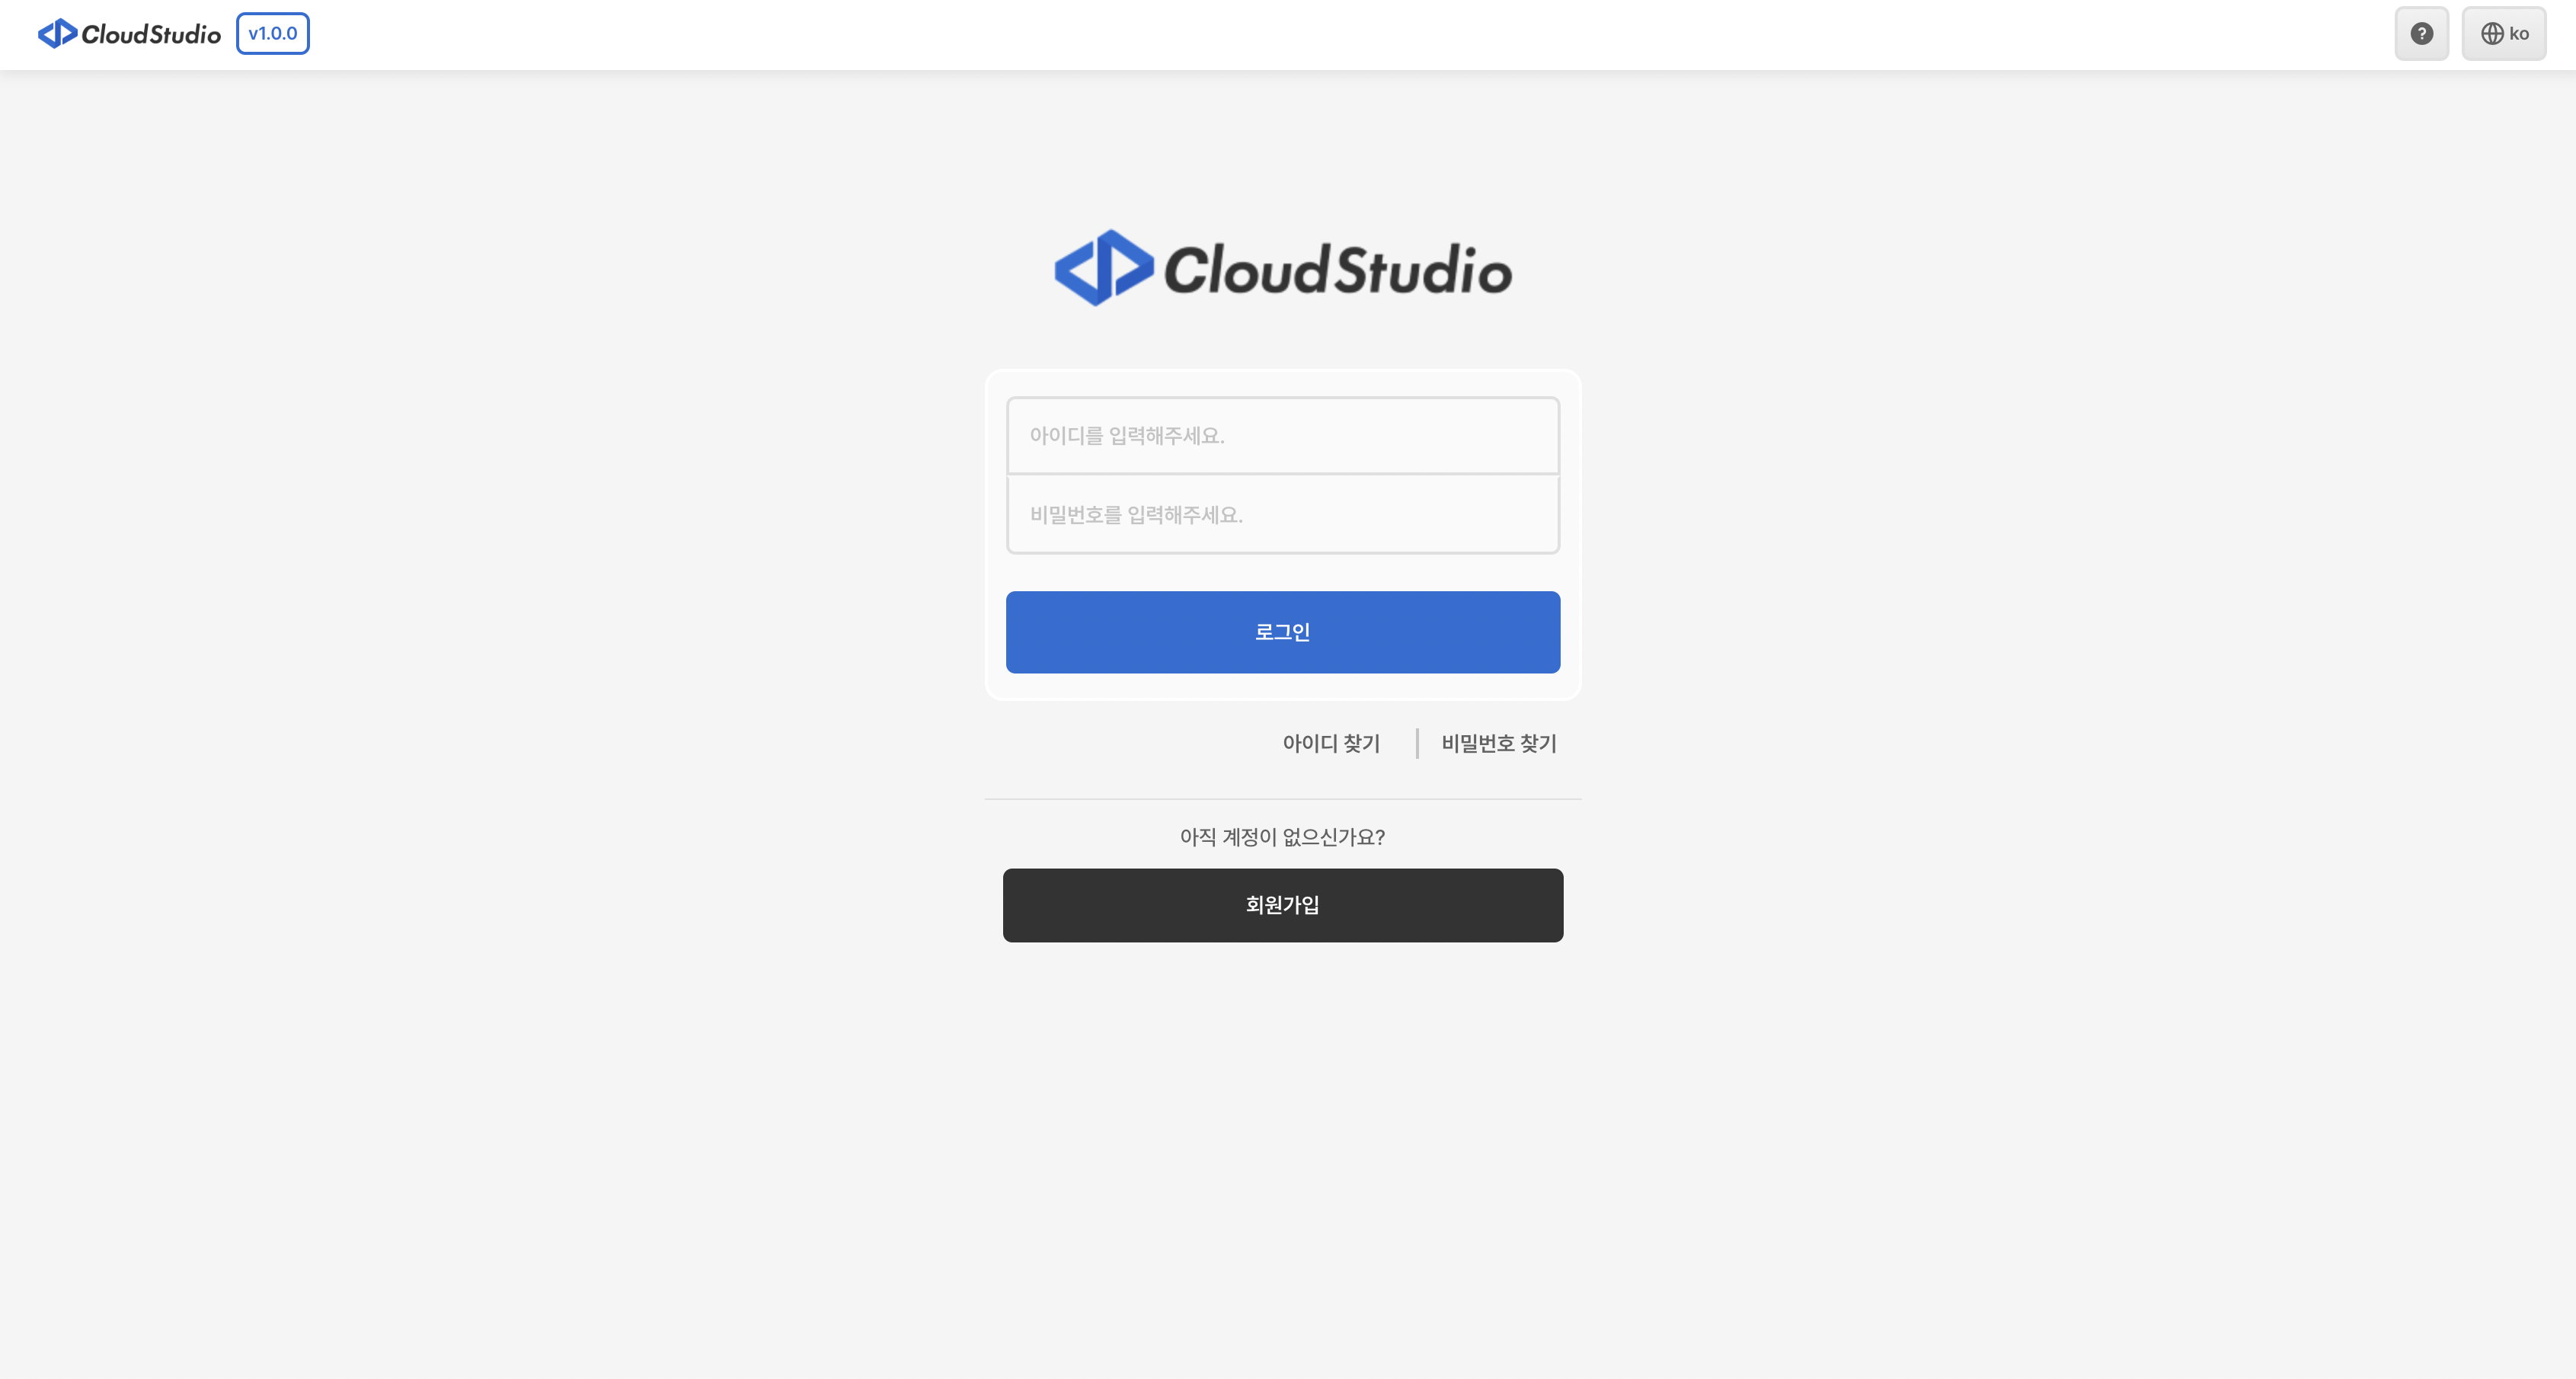 CloudStudio v1.0.0
? ko
CloudStudio
아이디를 입력해주세요.
비밀번호를 입력해주세요.
로그인
아이디 찾기 비밀번호 찾기
아직 계정이 없으신가요?
회원가입